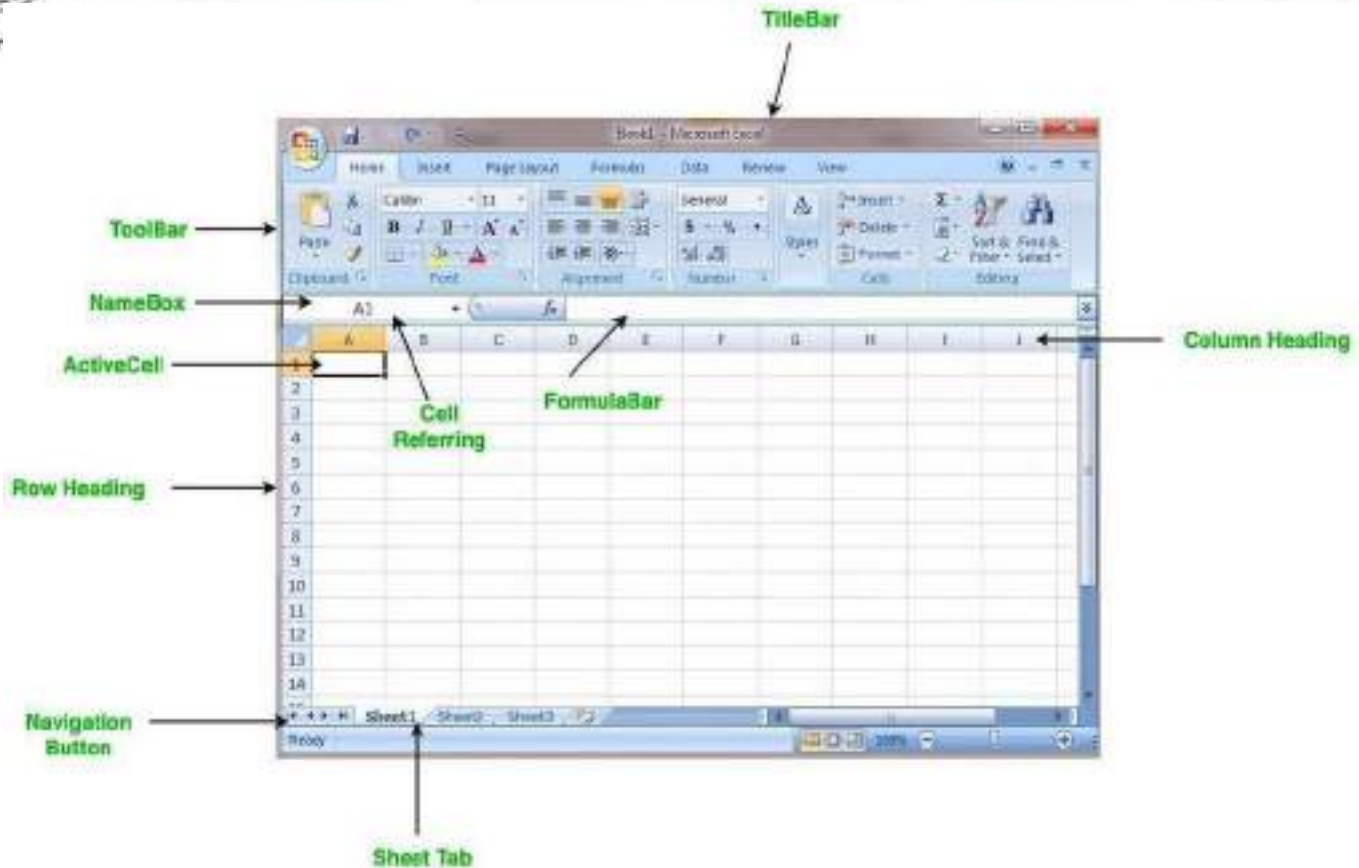 TitleBar
Book1 - Microsoft Excel
Home Insert Page Layout Formulas Data Review View
Calibri 11 General Insert
ToolBar
B I U A A $ % , Delete
Paste Styles Sort & Find &
A Format Filter Select
Clipboard Font Alignment Number Cells Editing
NameBox
A1 fx
A B C D E F G H I J
Column Heading
ActiveCell
1
2
FormulaBar
3
Cell
Referring
4
5
Row Heading
6
7
8
9
10
11
12
13
14
Sheet1 Sheet2 Sheet3
Navigation
Button
Ready 100%
Sheet Tab